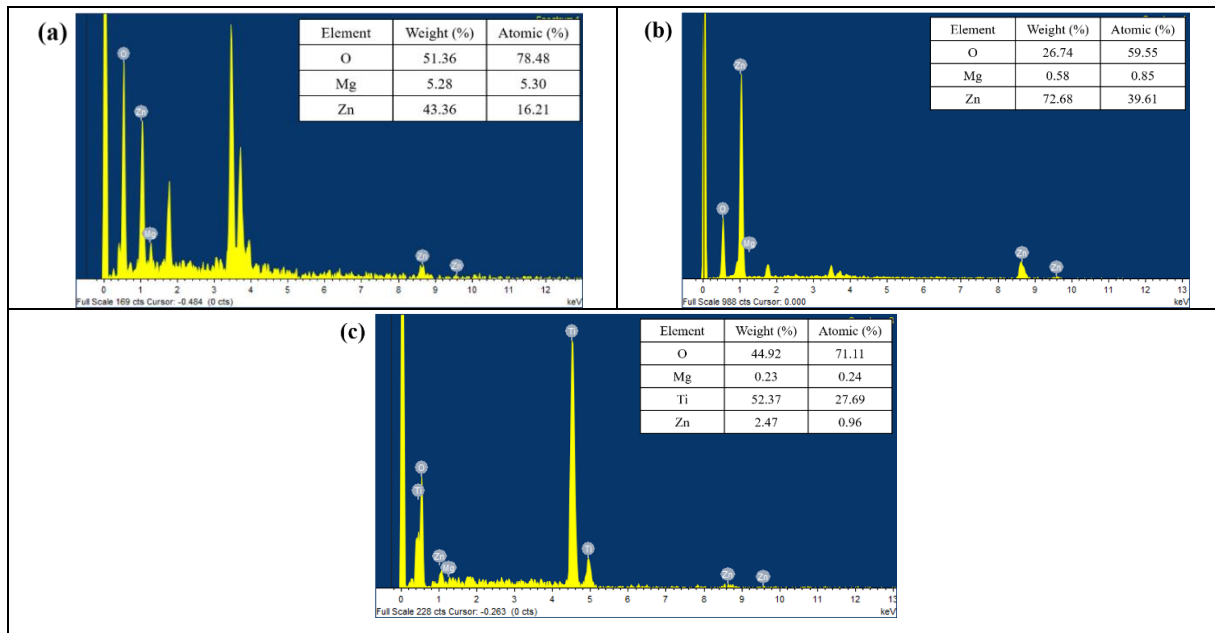 (a)
Element Weight (%) Atomic (%)
O 51.36 78.48
Mg 5.28 5.30
Zn 43.36 16.21
O
Zn
Mg
Zn
Zn
0 1 2 3 4 5 6 7 8 9 10 11 12
Full Scale 169 cts Cursor: -0.484 (0 cts)
keV
(b)
Element Weight (%) Atomic (%)
O 26.74 59.55
Mg 0.58 0.85
Zn 72.68 39.61
Zn
O
Mg
Zn
Zn
0 1 2 3 4 5 6 7 8 9 10 11 12 13
Full Scale 988 cts Cursor: 0.000
keV
(c)
Element Weight (%) Atomic (%)
O 44.92 71.11
Mg 0.23 0.24
Ti 52.37 27.69
Zn 2.47 0.96
Ti
O
Ti
Zn
Mg
Ti
Zn
Zn
0 1 2 3 4 5 6 7 8 9 10 11 12 13
Full Scale 228 cts Cursor: -0.263 (0 cts)
keV